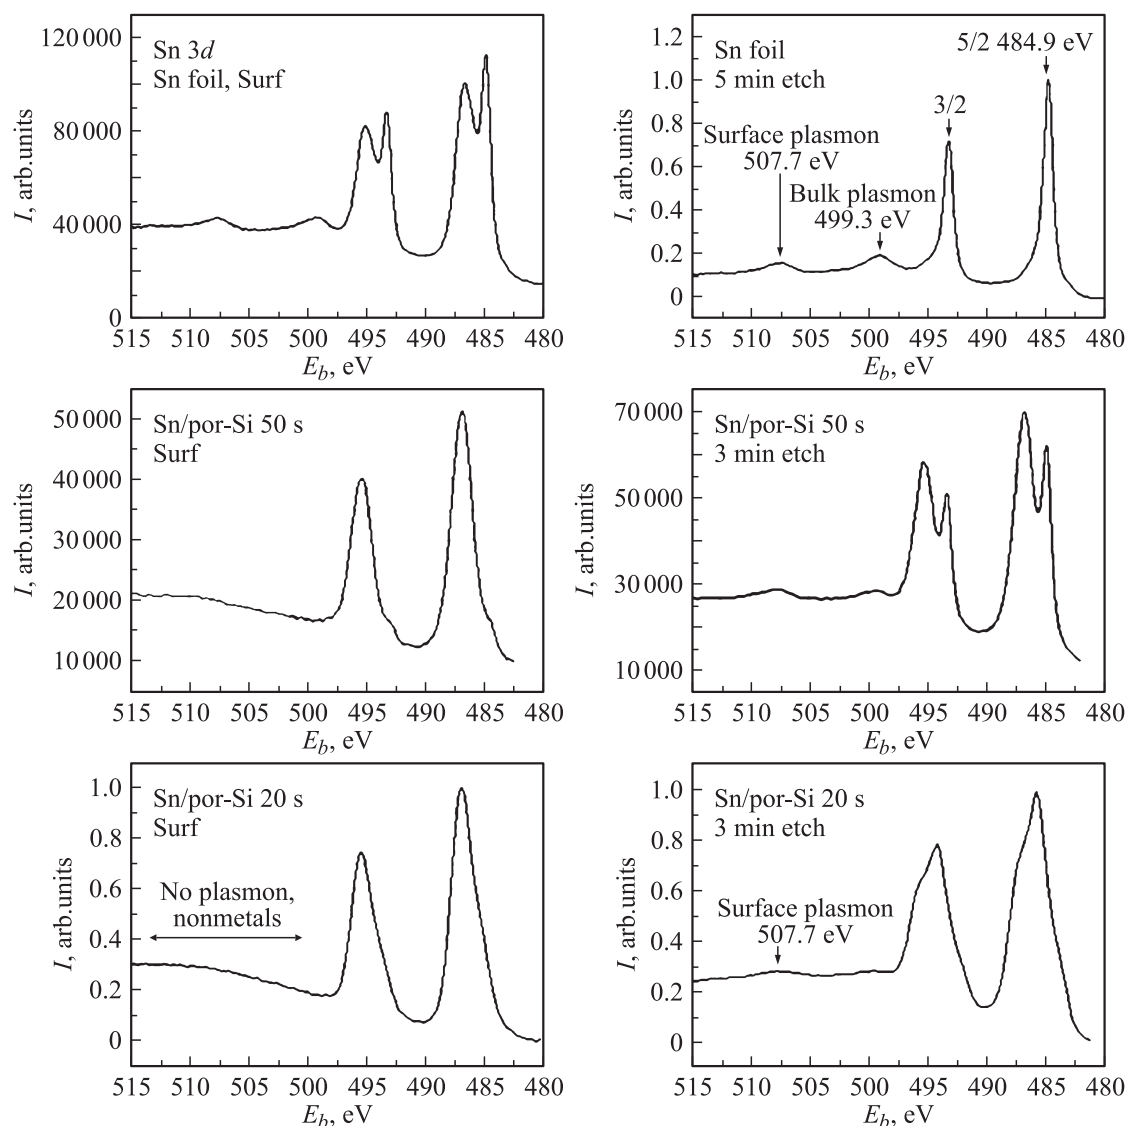 Sn 3d
Sn foil, Surf
I, arb.units
120 000
80 000
40 000
0
515 510 505 500 495 490 485 480
E_b, eV
Sn foil
5 min etch
5/2 484.9 eV
3/2
Surface plasmon
507.7 eV
Bulk plasmon
499.3 eV
I, arb.units
1.2
1.0
0.8
0.6
0.4
0.2
0
515 510 505 500 495 490 485 480
E_b, eV
Sn/por-Si 50 s
Surf
I, arb.units
50 000
40 000
30 000
20 000
10 000
515 510 505 500 495 490 485 480
E_b, eV
Sn/por-Si 50 s
3 min etch
I, arb.units
70 000
50 000
30 000
10 000
515 510 505 500 495 490 485 480
E_b, eV
Sn/por-Si 20 s
Surf
No plasmon,
nonmetals
I, arb.units
1.0
0.8
0.6
0.4
0.2
0
515 510 505 500 495 490 485 480
E_b, eV
Sn/por-Si 20 s
3 min etch
Surface plasmon
507.7 eV
I, arb.units
1.0
0.8
0.6
0.4
0.2
0
515 510 505 500 495 490 485 480
E_b, eV